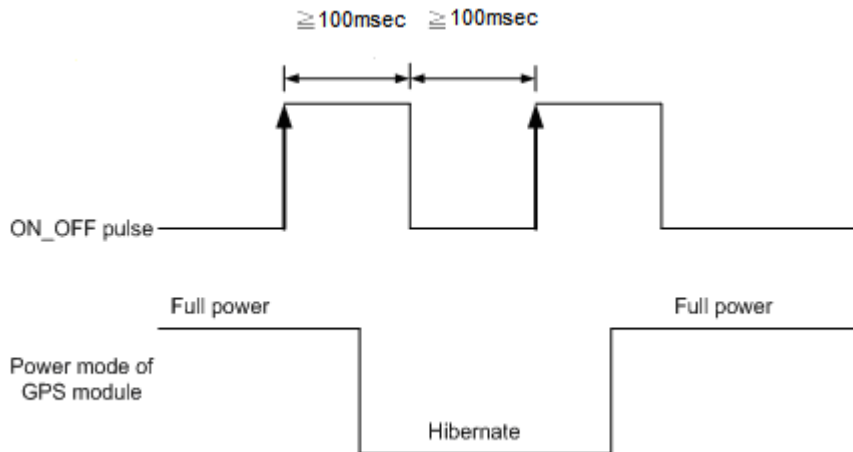 ≧100msec ≧100msec
ON_OFF pulse
Full power
Full power
Power mode of
GPS module
Hibernate